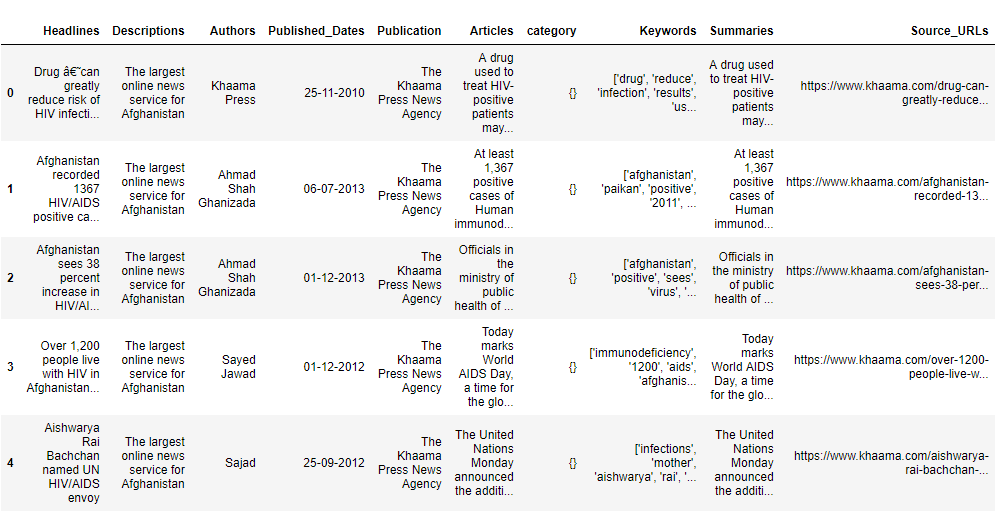 Headlines Descriptions Authors Published_Dates Publication Articles category Keywords Summaries Source_URLs
0
Drug â€˜can
greatly
reduce risk of
HIV infecti...
The largest
online news
service for
Afghanistan
Khaama
Press
25-11-2010
The
Khaama
Press News
Agency
A drug
used to
treat HIV-
positive
patients
may...
{}
['drug', 'reduce',
'infection', 'results',
'us...
A drug used
to treat HIV-
positive
patients
may...
https://www.khaama.com/drug-can-
greatly-reduce...
1
Afghanistan
recorded
1367
HIV/AIDS
positive ca...
The largest
online news
service for
Afghanistan
Ahmad
Shah
Ghanizada
06-07-2013
The
Khaama
Press News
Agency
At least
1,367
positive
cases of
Human
immunod...
{}
['afghanistan',
'paikan', 'positive',
'2011', ...
At least
1,367
positive
cases of
Human
immunod...
https://www.khaama.com/afghanistan-
recorded-13...
2
Afghanistan
sees 38
percent
increase in
HIV/AI...
The largest
online news
service for
Afghanistan
Ahmad
Shah
Ghanizada
01-12-2013
The
Khaama
Press News
Agency
Officials in
the
ministry of
public
health of ...
{}
['afghanistan',
'positive', 'sees',
'virus', '...
Officials in
the ministry
of public
health of ...
https://www.khaama.com/afghanistan-
sees-38-per...
3
Over 1,200
people live
with HIV in
Afghanistan...
The largest
online news
service for
Afghanistan
Sayed
Jawad
01-12-2012
The
Khaama
Press News
Agency
Today
marks
World
AIDS Day,
a time for
the glo...
{}
['immunodeficiency',
'1200', 'aids',
'afghanis...
Today
marks
World AIDS
Day, a time
for the glo...
https://www.khaama.com/over-1200-
people-live-w...
4
Aishwarya
Rai
Bachchan
named UN
HIV/AIDS
envoy
The largest
online news
service for
Afghanistan
Sajad
25-09-2012
The
Khaama
Press News
Agency
The United
Nations
Monday
announced
the additi...
{}
['infections',
'mother',
'aishwarya', 'rai', '...
The United
Nations
Monday
announced
the additi...
https://www.khaama.com/aishwarya-
rai-bachchan-...